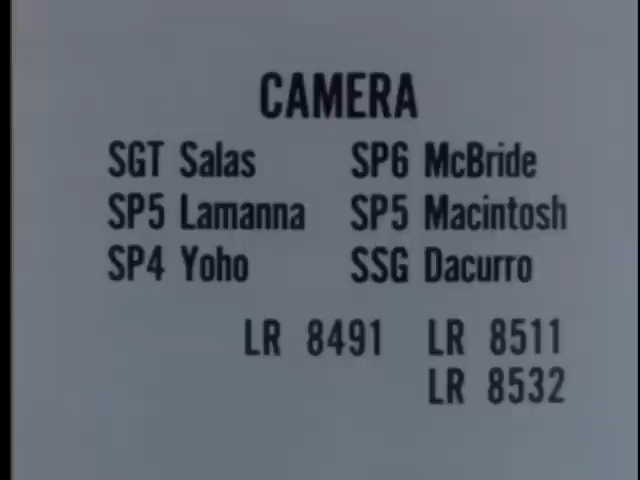 CAMERA
SGT Salas SP6 McBride
SP5 Lamanna SP5 Macintosh
SP4 Yoho SSG Dacurro
LR 8491 LR 8511
LR 8532